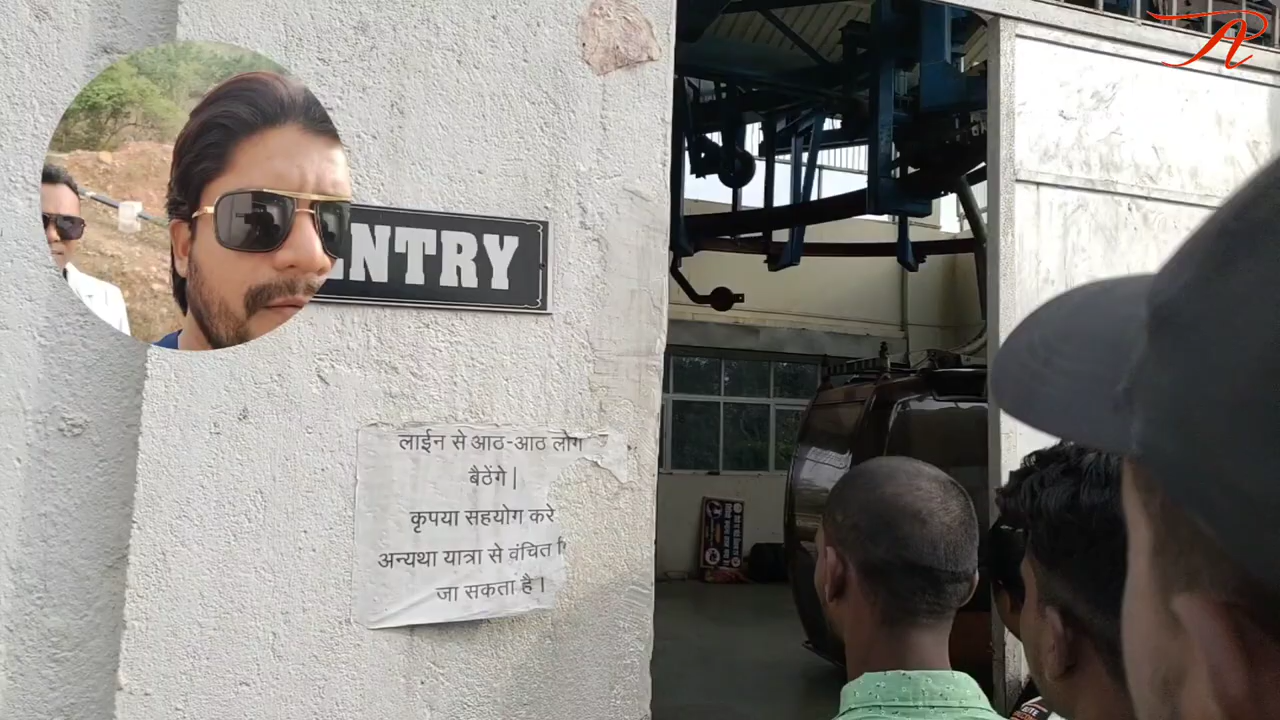 ENTRY
लाईन से आठ-आठ लोग
बैठेंगे |
कृपया सहयोग करे
अन्यथा यात्रा से वंचित
जा सकता है ।